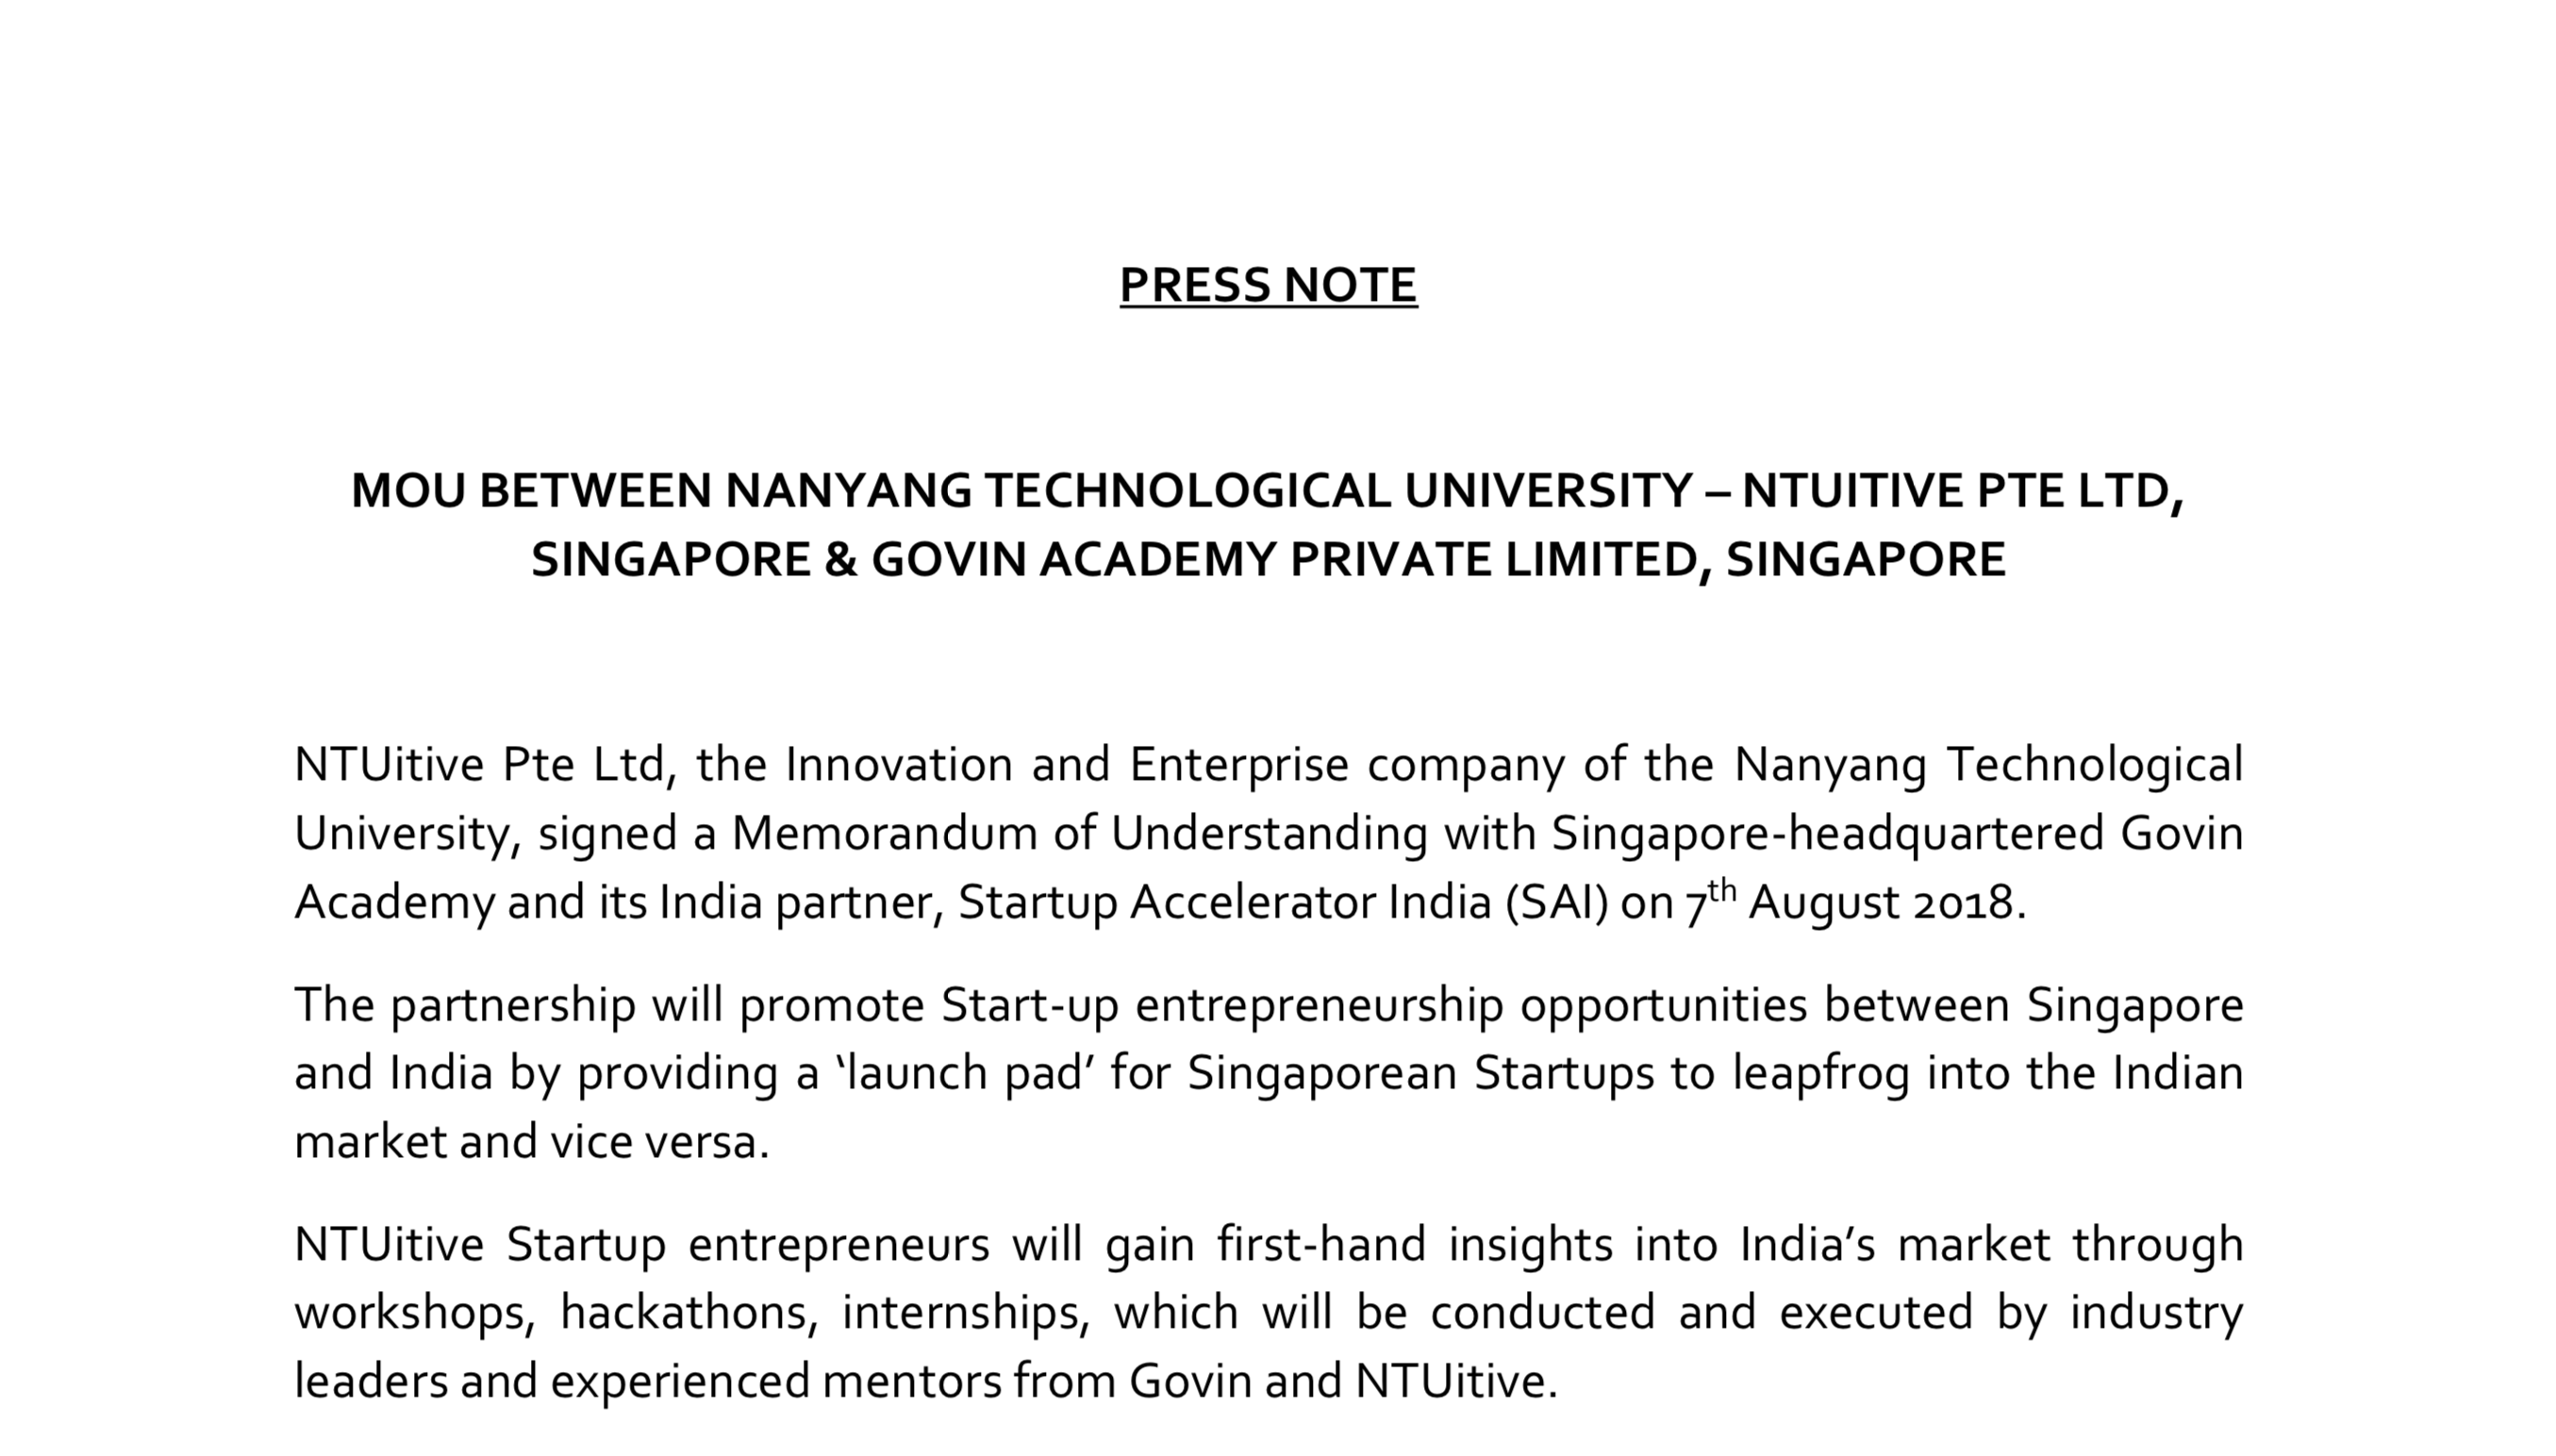 PRESS NOTE
MOU BETWEEN NANYANG TECHNOLOGICAL UNIVERSITY – NTUITIVE PTE LTD,
SINGAPORE & GOVIN ACADEMY PRIVATE LIMITED, SINGAPORE
NTUitive Pte Ltd, the Innovation and Enterprise company of the Nanyang Technological
University, signed a Memorandum of Understanding with Singapore-headquartered Govin
Academy and its India partner, Startup Accelerator India (SAI) on 7th August 2018.
The partnership will promote Start-up entrepreneurship opportunities between Singapore
and India by providing a ‘launch pad’ for Singaporean Startups to leapfrog into the Indian
market and vice versa.
NTUitive Startup entrepreneurs will gain first-hand insights into India’s market through
workshops, hackathons, internships, which will be conducted and executed by industry
leaders and experienced mentors from Govin and NTUitive.